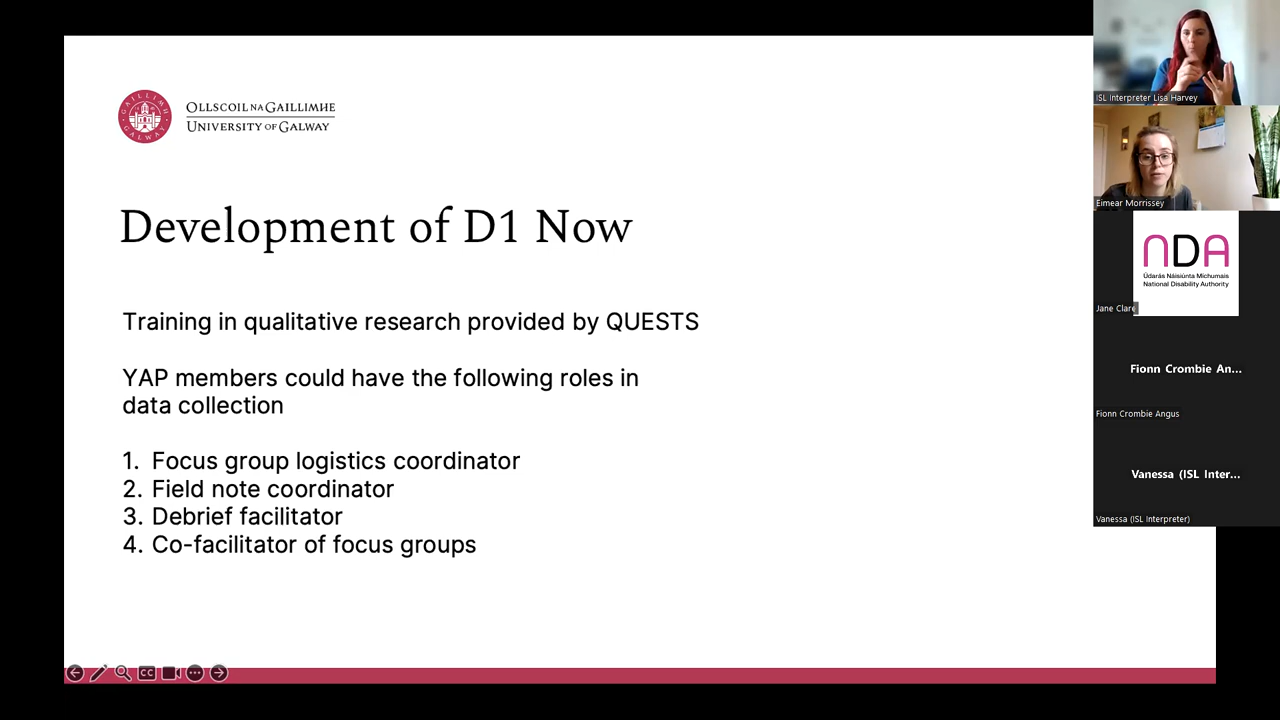 OLLSCOIL NA GAILLIMHE
UNIVERSITY OF GALWAY
Development of D1 Now
Training in qualitative research provided by QUESTS
YAP members could have the following roles in
data collection
1. Focus group logistics coordinator
2. Field note coordinator
3. Debrief facilitator
4. Co-facilitator of focus groups
ISL Interpreter Lisa Harvey
Eimear Morrissey
NDA
Údarás Náisiúnta Míchumais
National Disability Authority
Jane Clare
Fionn Crombie An...
Fionn Crombie Angus
Vanessa (ISL Inter...
Vanessa (ISL Interpreter)
CC